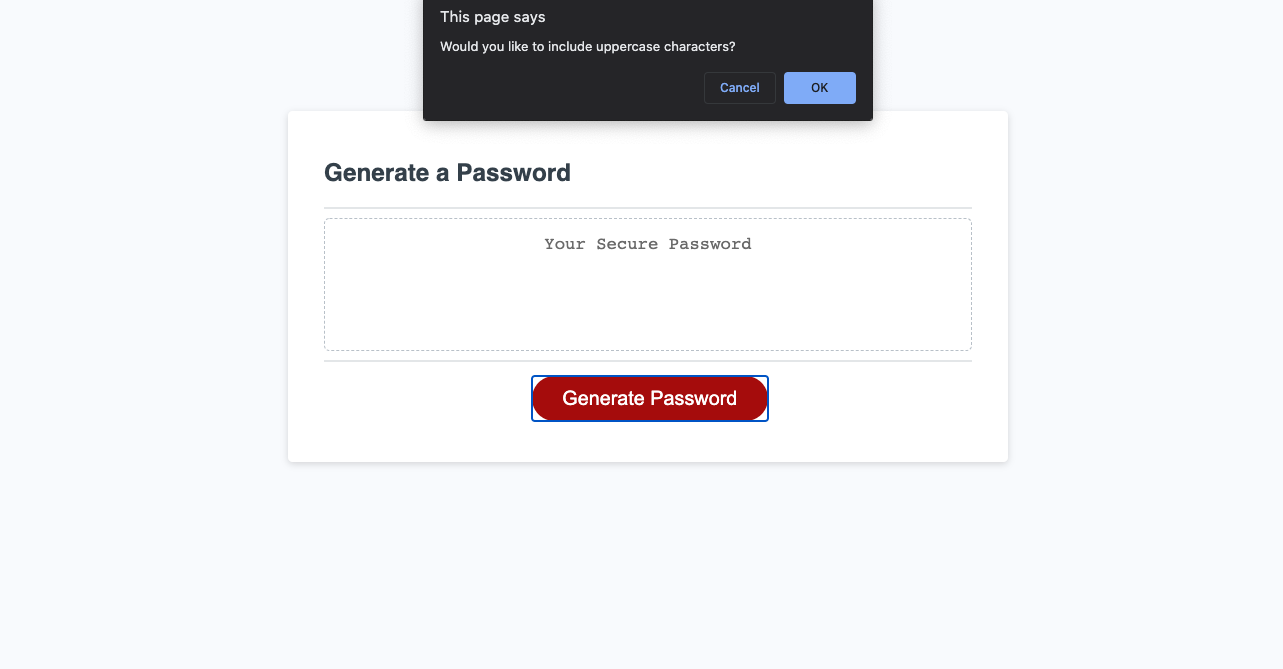 This page says
Would you like to include uppercase characters?
Cancel
OK
Generate a Password
Your Secure Password
Generate Password